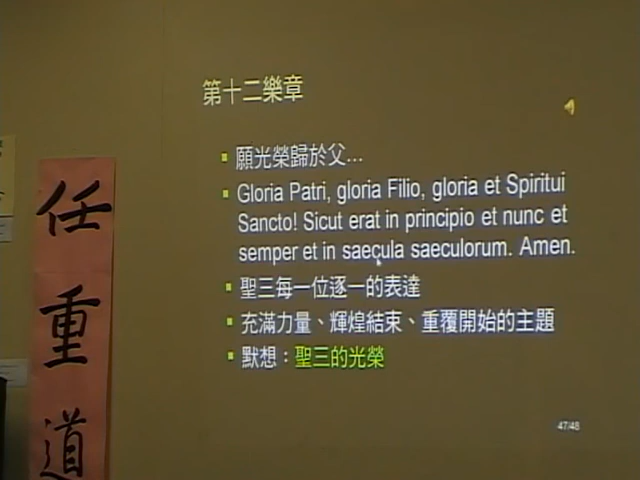 第十二樂章
願光榮歸於父...
Gloria Patri, gloria Filio, gloria et Spiritui
Sancto! Sicut erat in principio et nunc et
semper et in saecula saeculorum. Amen.
聖三每一位逐一的表達
充滿力量、輝煌結束、重覆開始的主題
默想：聖三的光榮
47/48
任重道